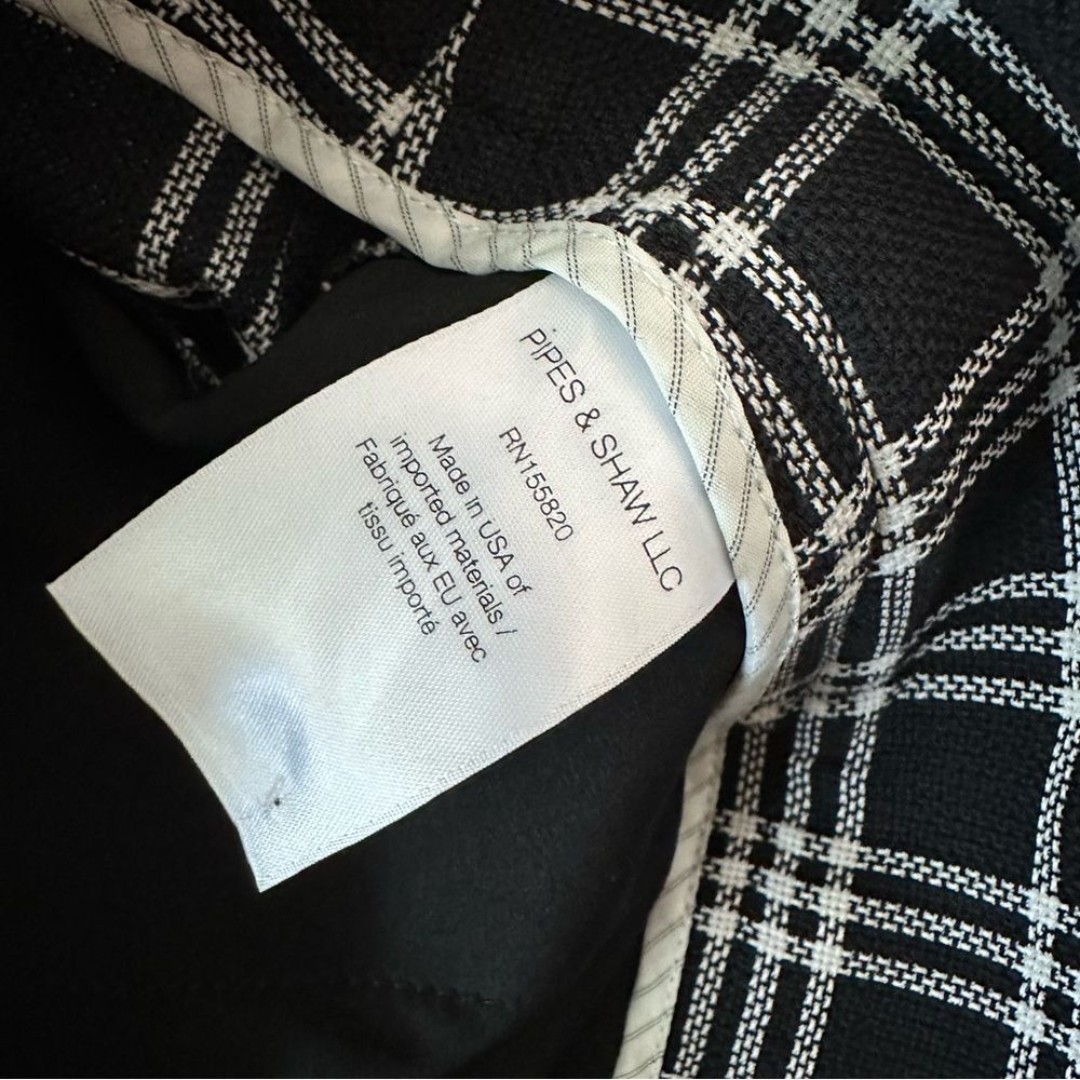 PIPES & SHAW LLC
RN155820
Made in USA of
imported materials /
Fabriqué aux EU avec
tissu importé